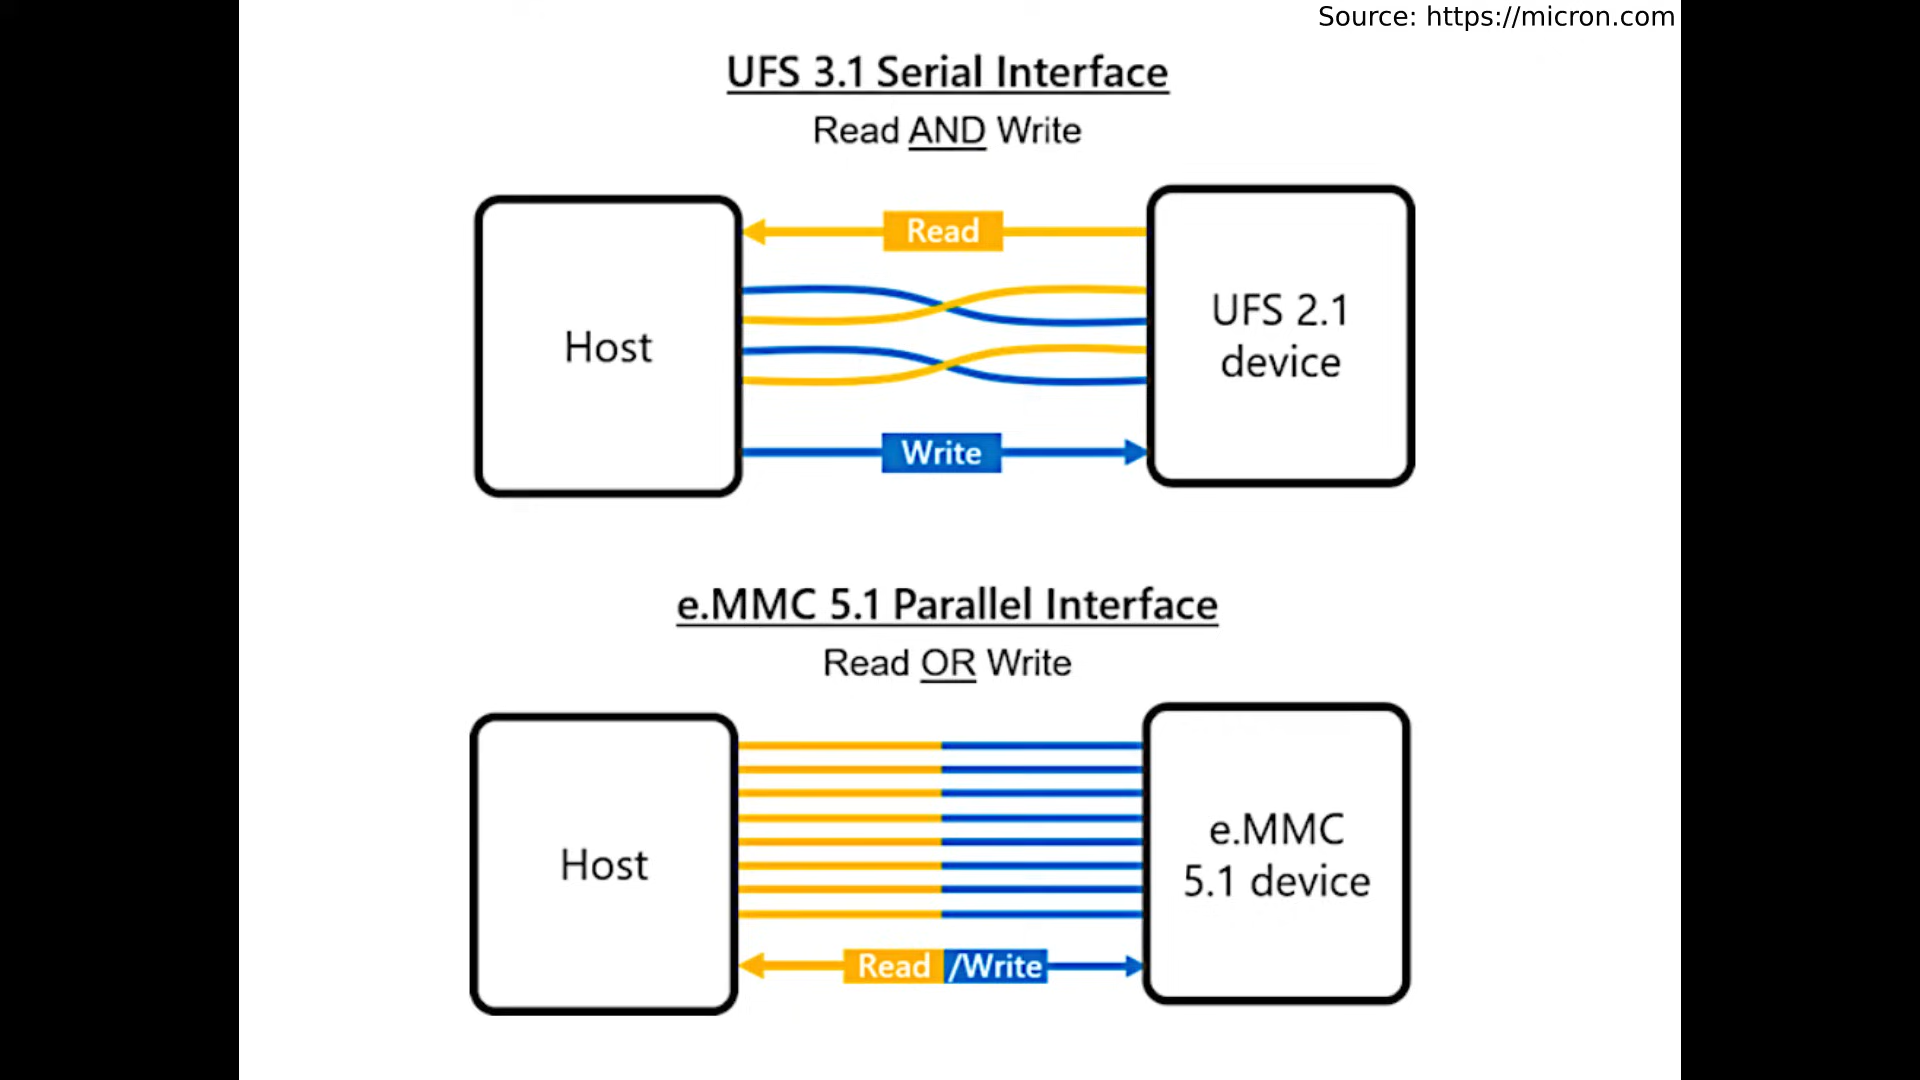 Source: https://micron.com
UFS 3.1 Serial Interface
Read AND Write
Read
Host
UFS 2.1
device
Write
e.MMC 5.1 Parallel Interface
Read OR Write
Host
e.MMC
5.1 device
Read /Write